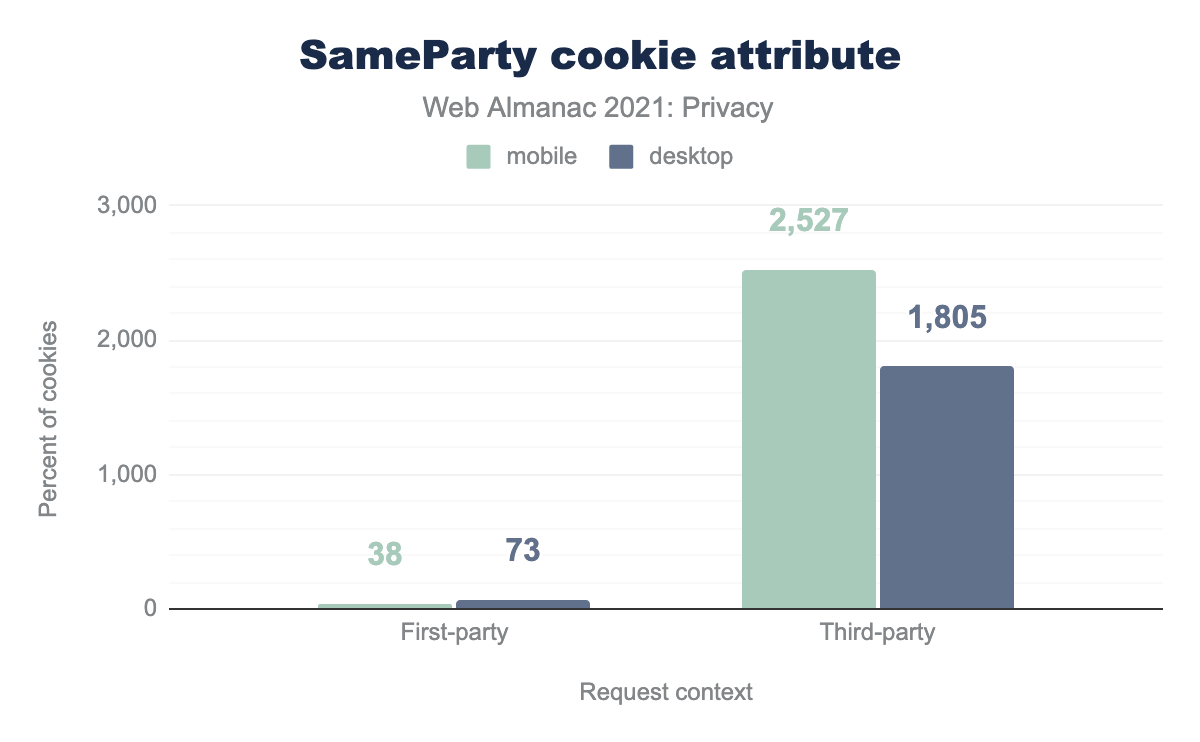 SameParty cookie attribute
Web Almanac 2021: Privacy
mobile
desktop
3,000
2,000
1,000
0
Percent of cookies
38
73
2,527
1,805
First-party
Third-party
Request context